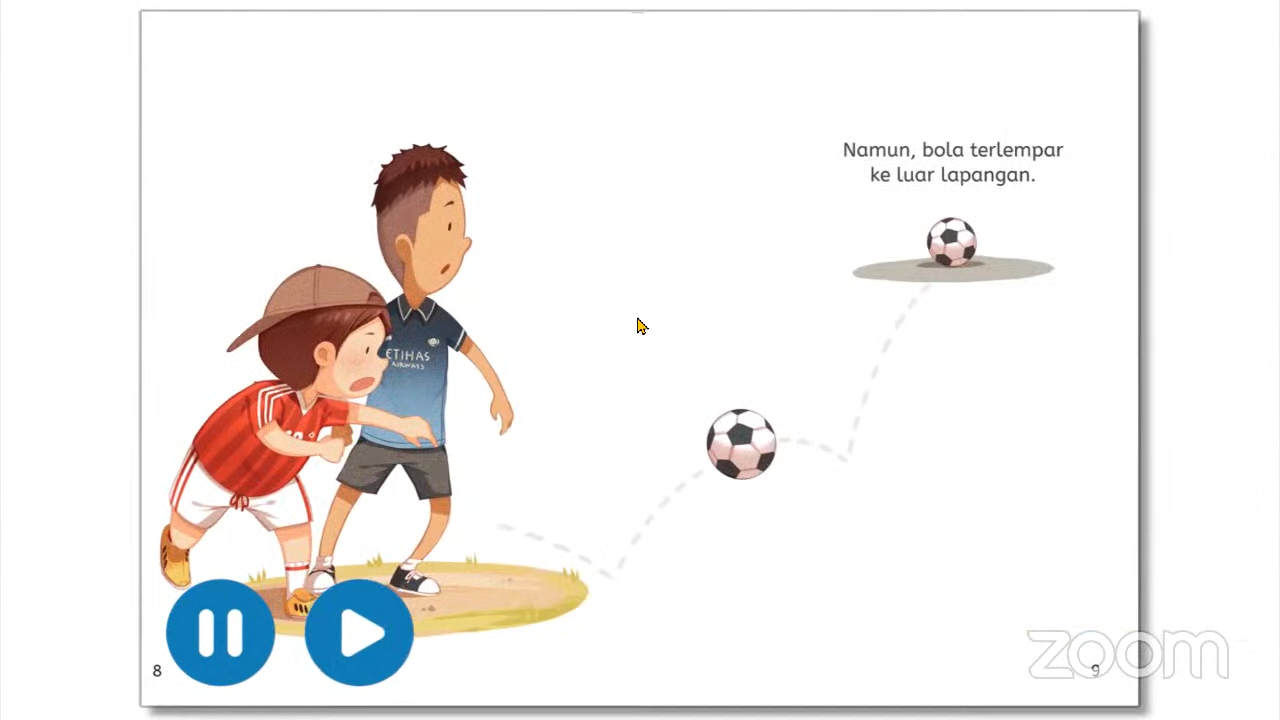 Namun, bola terlempar
ke luar lapangan.
ETIHAS
AIRWAYS
8
9
zoom